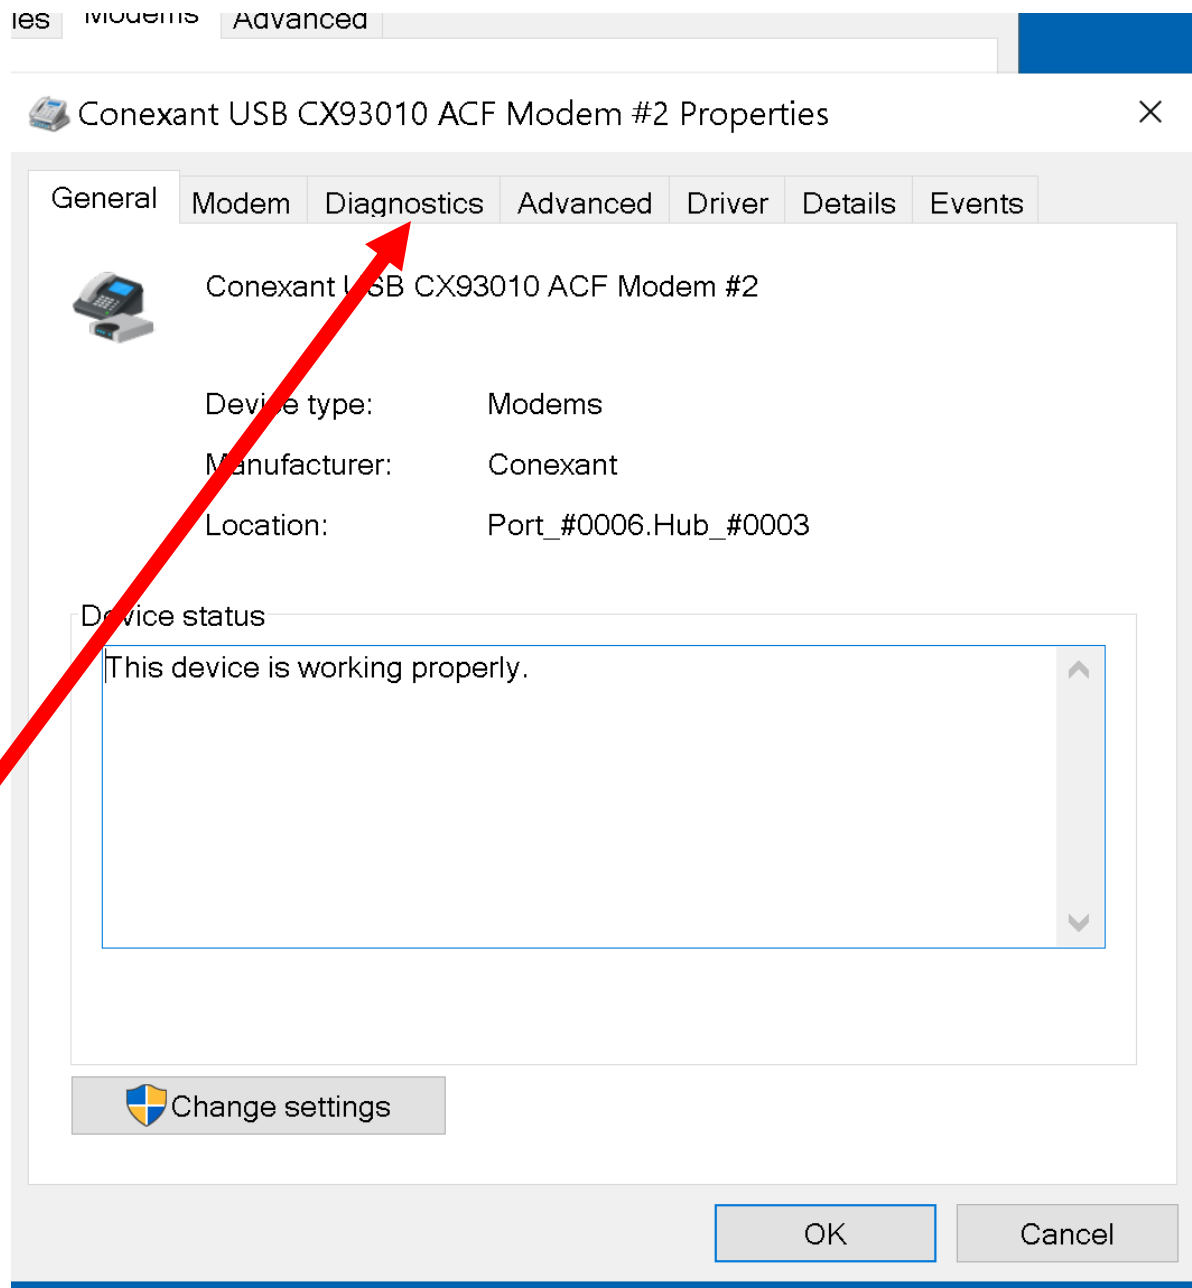 ies Modems Advanced
Conexant USB CX93010 ACF Modem #2 Properties
General Modem Diagnostics Advanced Driver Details Events
Conexant USB CX93010 ACF Modem #2
Device type: Modems
Manufacturer: Conexant
Location: Port_#0006.Hub_#0003
Device status
This device is working properly.
Change settings
OK Cancel